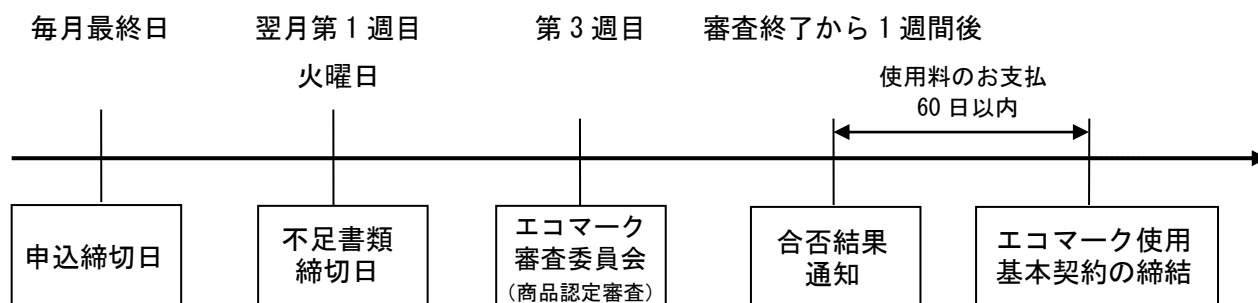 毎月最終日
翌月第1週目
火曜日
第3週目
審査終了から1週間後
使用料のお支払
60日以内
申込締切日
不足書類
締切日
エコマーク
審査委員会
(商品認定審査)
合否結果
通知
エコマーク使用
基本契約の締結